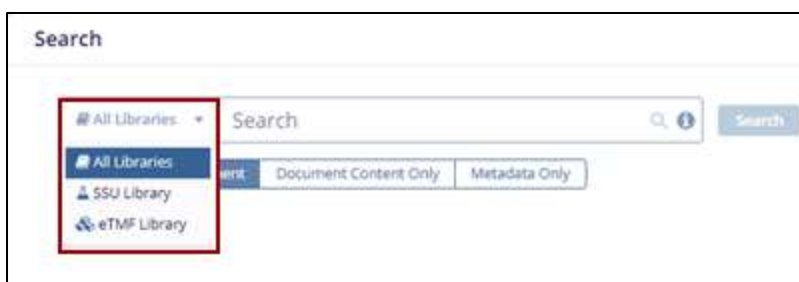 Search
All Libraries Search Search
All Libraries
ent Document Content Only Metadata Only
SSU Library
eTMF Library